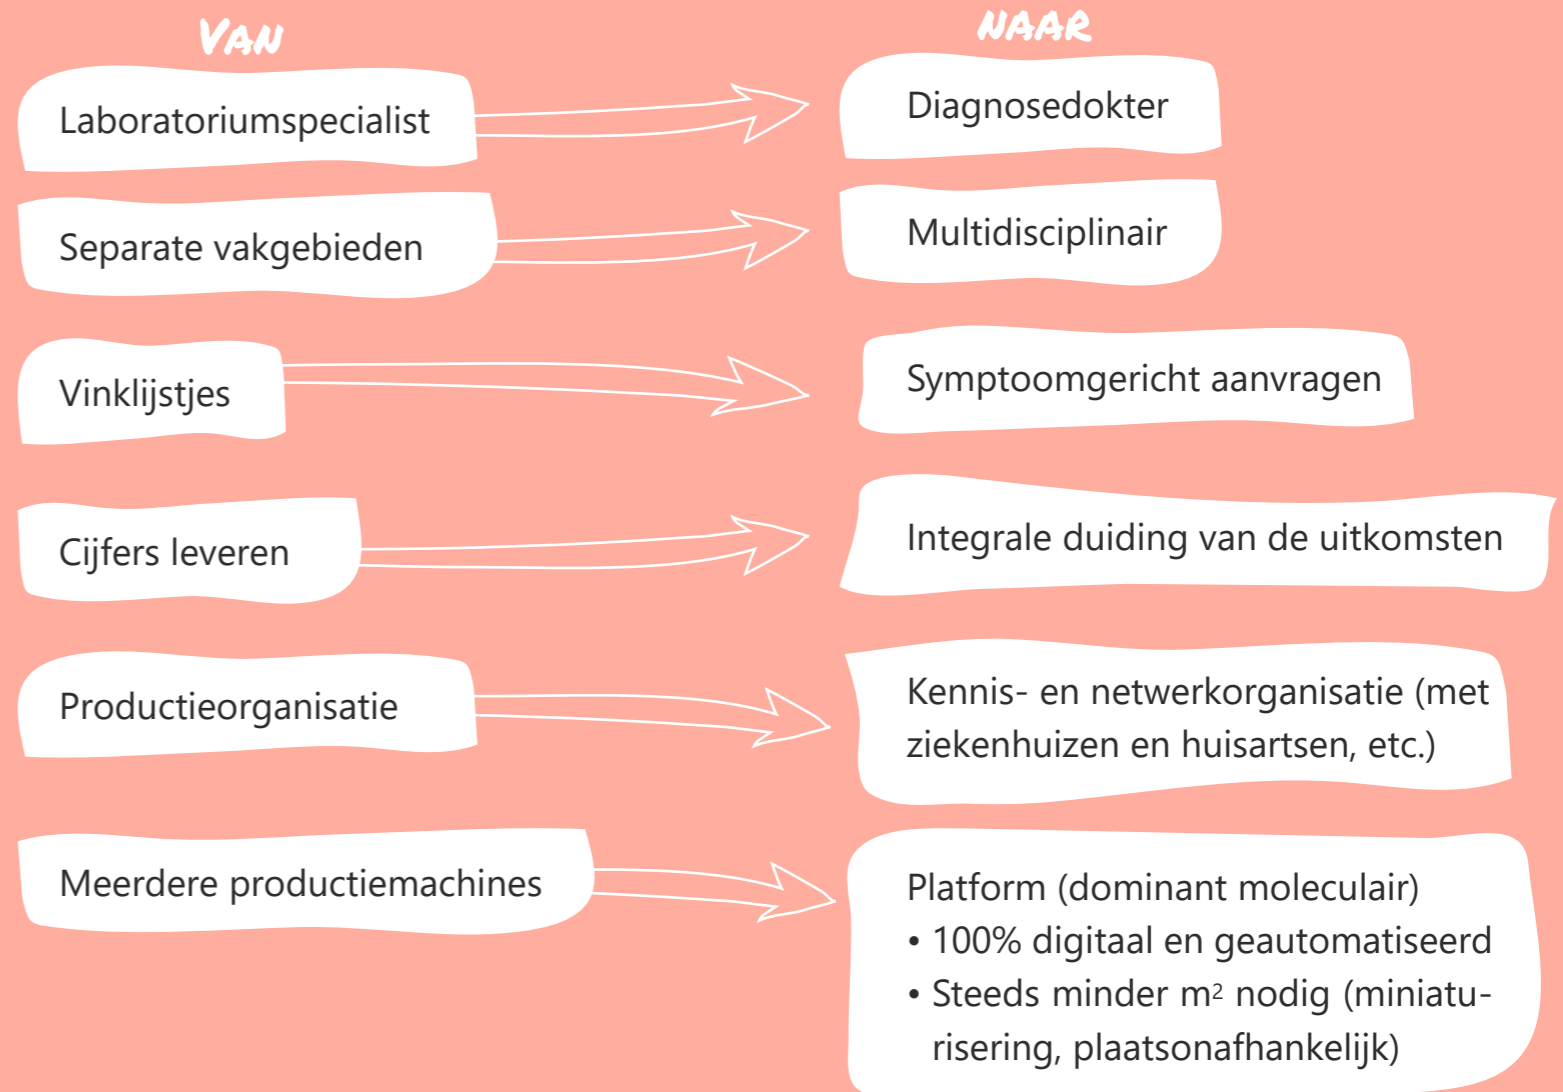 VAN
NAAR
Laboratoriumspecialist
Diagnosedokter
Separate vakgebieden
Multidisciplinair
Vinklijstjes
Symptoomgericht aanvragen
Cijfers leveren
Integrale duiding van de uitkomsten
Productieorganisatie
Kennis- en netwerkorganisatie (met
ziekenhuizen en huisartsen, etc.)
Meerdere productiemachines
Platform (dominant moleculair)
• 100% digitaal en geautomatiseerd
• Steeds minder m² nodig (miniatu-
risering, plaatsonafhankelijk)